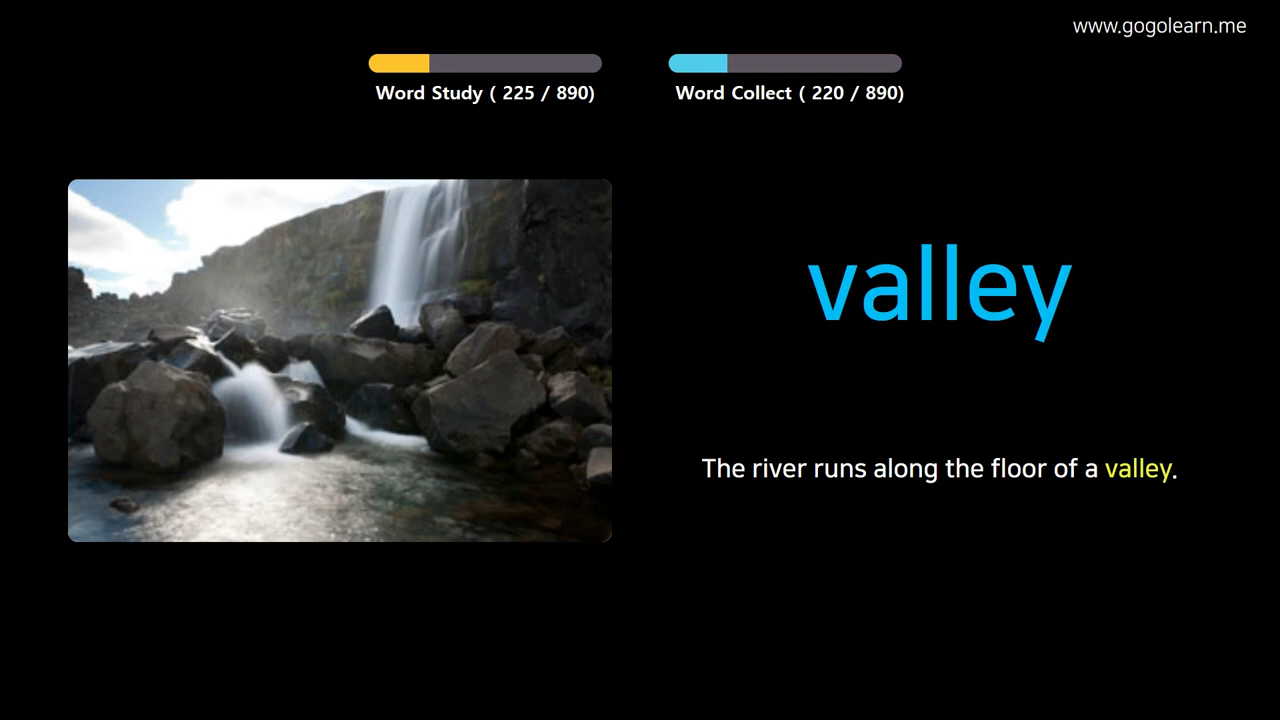 www.gogolearn.me
Word Study ( 225 / 890)
Word Collect ( 220 / 890)
valley
The river runs along the floor of a valley.